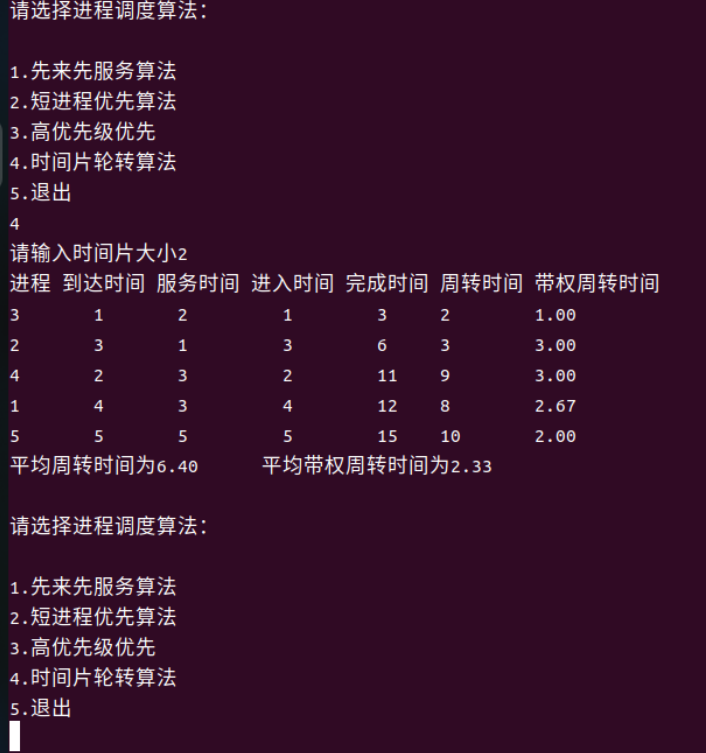 请选择进程调度算法：
1.先来先服务算法
2.短进程优先算法
3.高优先级优先
4.时间片轮转算法
5.退出
4
请输入时间片大小2
进程 到达时间 服务时间 进入时间 完成时间 周转时间 带权周转时间
3 1 2 1 3 2 1.00
2 3 1 3 6 3 3.00
4 2 3 2 11 9 3.00
1 4 3 4 12 8 2.67
5 5 5 5 15 10 2.00
平均周转时间为6.40 平均带权周转时间为2.33
请选择进程调度算法：
1.先来先服务算法
2.短进程优先算法
3.高优先级优先
4.时间片轮转算法
5.退出